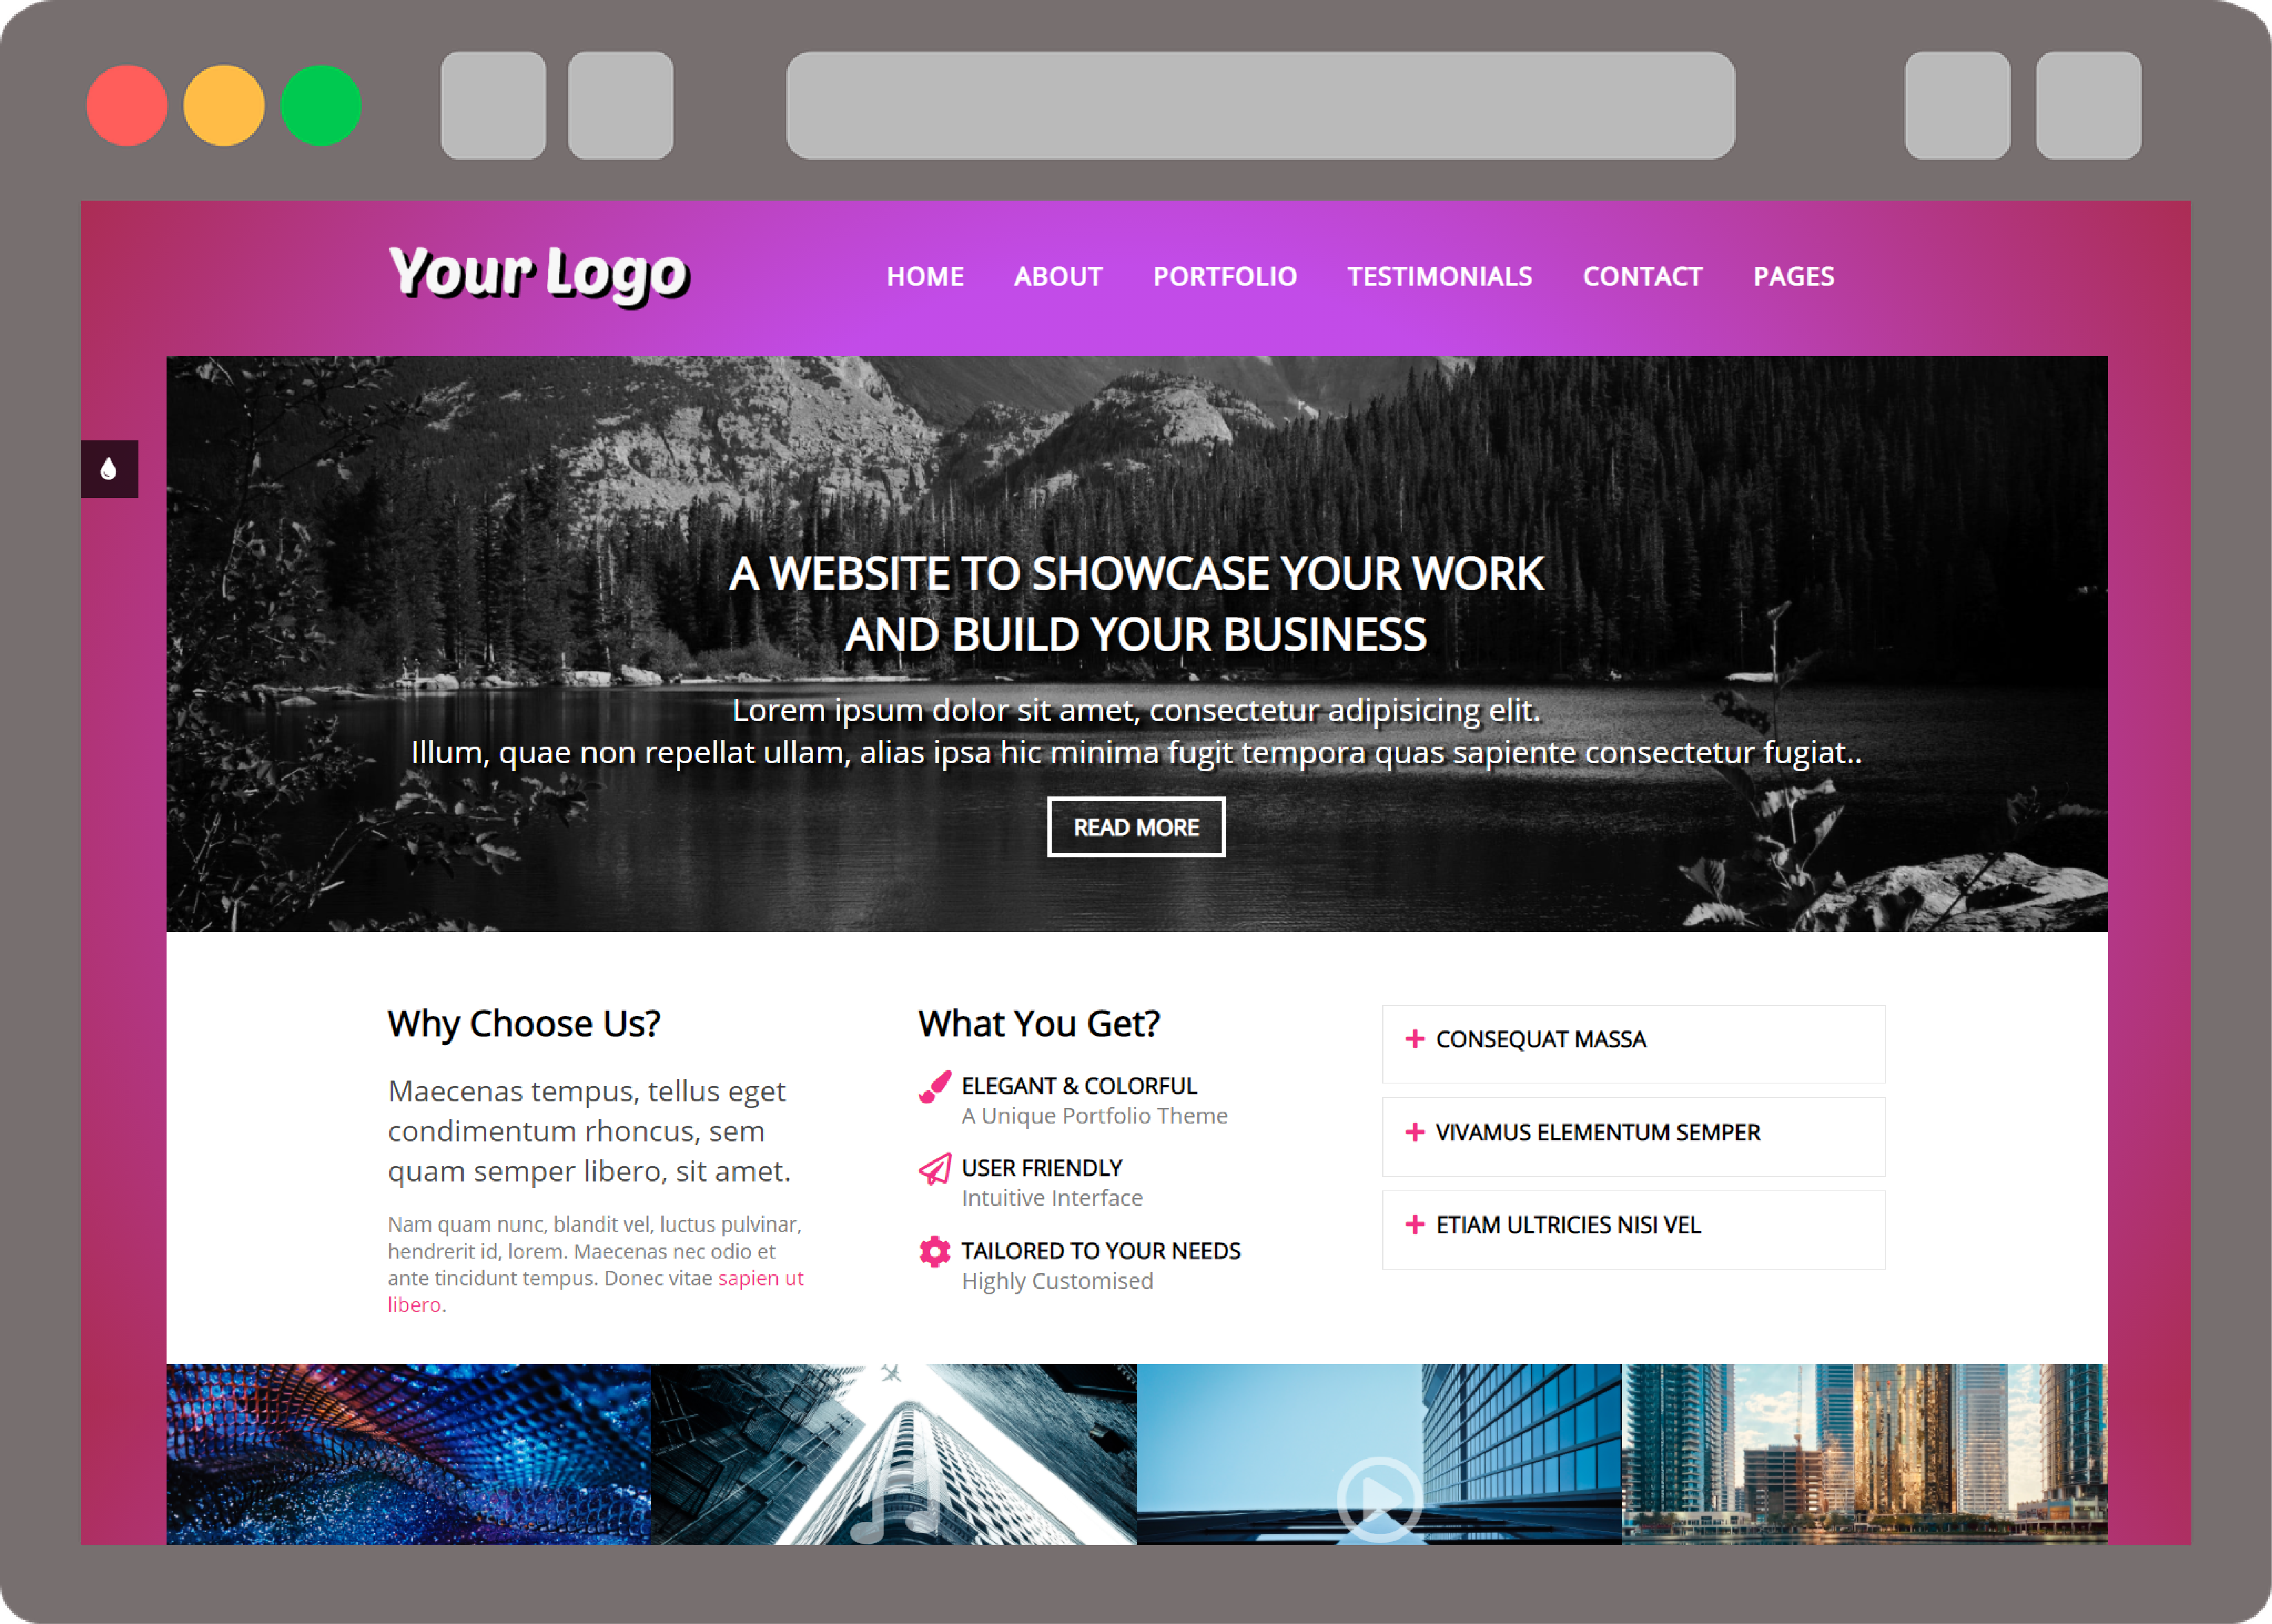 Your Logo
HOME ABOUT PORTFOLIO TESTIMONIALS CONTACT PAGES
A WEBSITE TO SHOWCASE YOUR WORK
AND BUILD YOUR BUSINESS
Lorem ipsum dolor sit amet, consectetur adipisicing elit.
Illum, quae non repellat ullam, alias ipsa hic minima fugit tempora quas sapiente consectetur fugiat..
READ MORE
Why Choose Us?
Maecenas tempus, tellus eget
condimentum rhoncus, sem
quam semper libero, sit amet.
Nam quam nunc, blandit vel, luctus pulvinar,
hendrerit id, lorem. Maecenas nec odio et
ante tincidunt tempus. Donec vitae sapien ut
libero.
What You Get?
ELEGANT & COLORFUL
A Unique Portfolio Theme
USER FRIENDLY
Intuitive Interface
TAILORED TO YOUR NEEDS
Highly Customised
CONSEQUAT MASSA
VIVAMUS ELEMENTUM SEMPER
ETIAM ULTRICIES NISI VEL